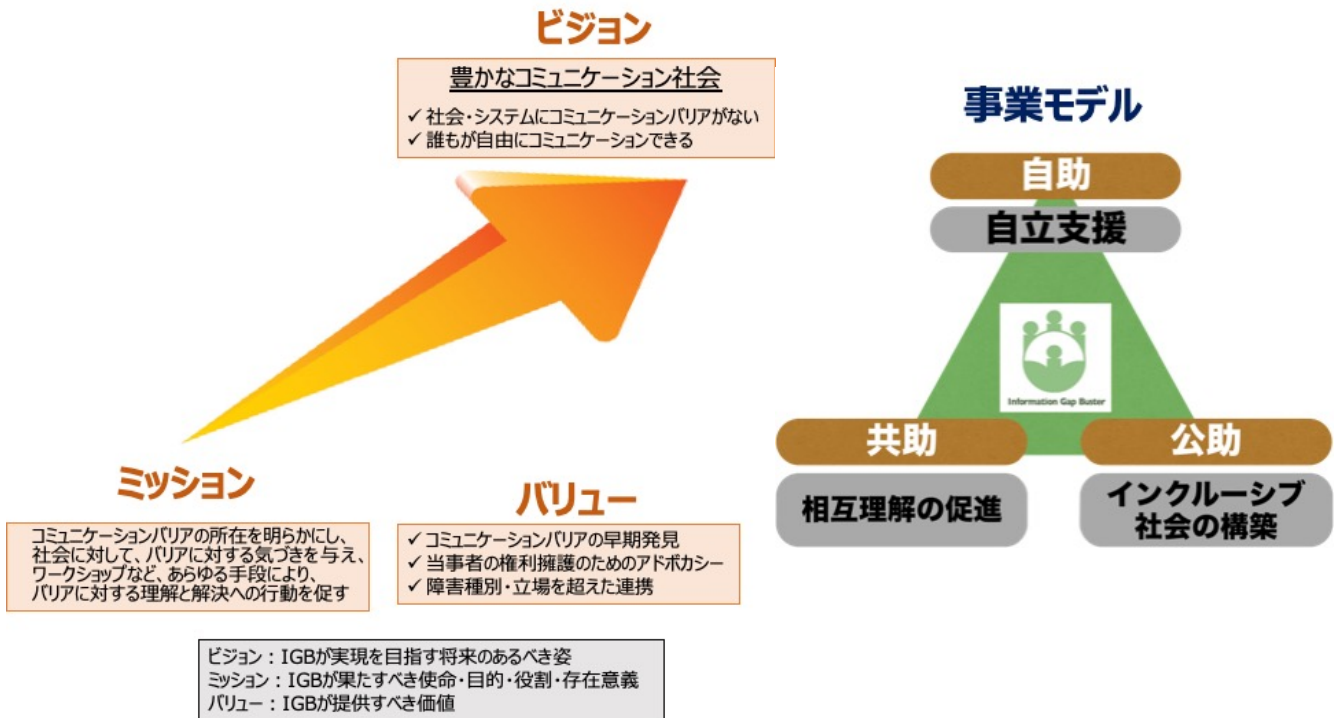 ビジョン
豊かなコミュニケーション社会
✓ 社会・システムにコミュニケーションバリアがない
✓ 誰もが自由にコミュニケーションできる
ミッション
コミュニケーションバリアの所在を明らかにし、
社会に対して、バリアに対する気づきを与え、
ワークショップなど、あらゆる手段により、
バリアに対する理解と解決への行動を促す
バリュー
✓ コミュニケーションバリアの早期発見
✓ 当事者の権利擁護のためのアドボカシー
✓ 障害種別・立場を超えた連携
ビジョン：IGBが実現を目指す将来のあるべき姿
ミッション：IGBが果たすべき使命・目的・役割・存在意義
バリュー：IGBが提供すべき価値
事業モデル
自助
自立支援
Information Gap Buster
共助
相互理解の促進
公助
インクルーシブ
社会の構築